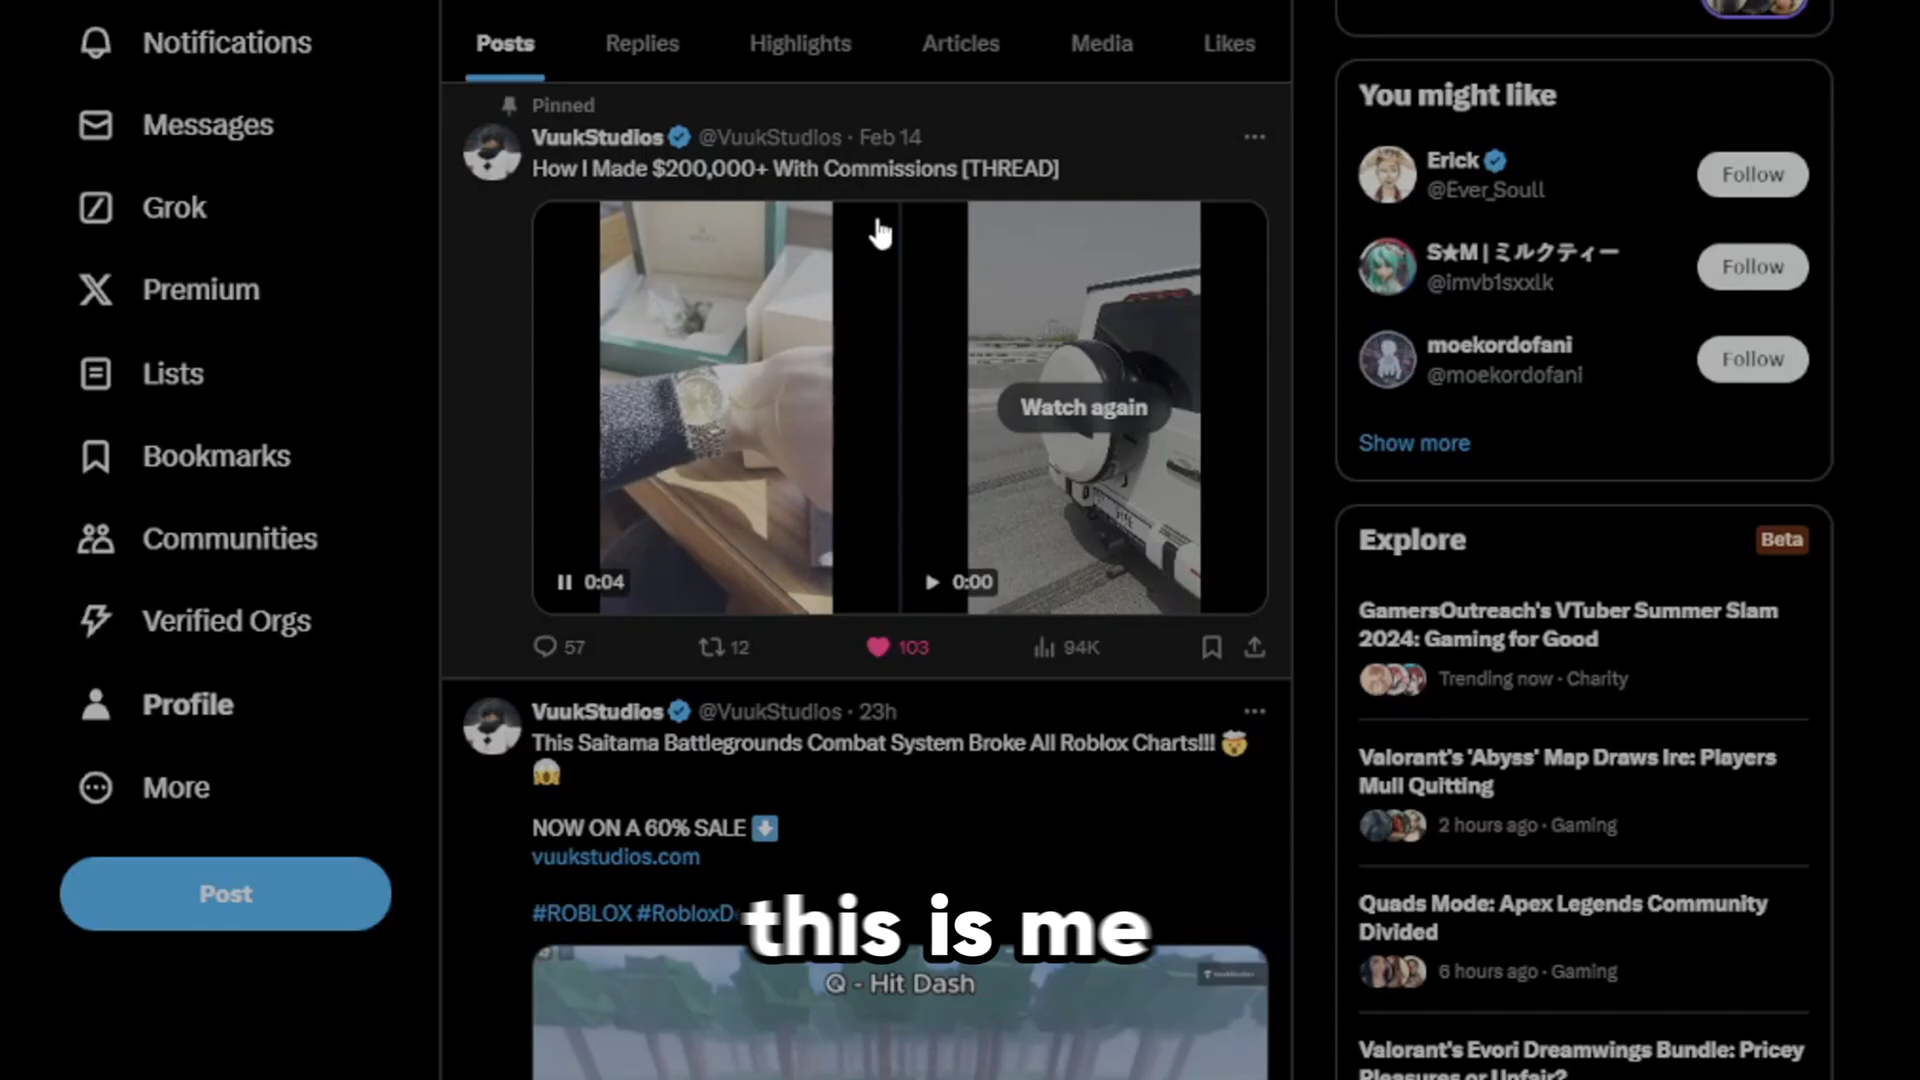 Notifications
Messages
Grok
Premium
Lists
Bookmarks
Communities
Verified Orgs
Profile
More
Post
Posts Replies Highlights Articles Media Likes
Pinned
VuukStudios @VuukStudios · Feb 14
How I Made $200,000+ With Commissions [THREAD]
Watch again
0:04
0:00
57 12 103 94K
VuukStudios @VuukStudios · 23h
This Saitama Battlegrounds Combat System Broke All Roblox Charts!!! 🤯
😱
NOW ON A 60% SALE ⬇️
vuukstudios.com
#ROBLOX
this is me
Q - Hit Dash
You might like
Erick
@Ever_Soull
Follow
S★M | ミルクティー
@imvb1sxxlk
Follow
moekordofani
@moekordofani
Follow
Show more
Explore Beta
GamersOutreach's VTuber Summer Slam
2024: Gaming for Good
Trending now · Charity
Valorant's 'Abyss' Map Draws Ire: Players
Mull Quitting
2 hours ago · Gaming
Quads Mode: Apex Legends Community
Divided
6 hours ago · Gaming
Valorant's Evori Dreamwings Bundle: Pricey
Pleasures or Unfair?